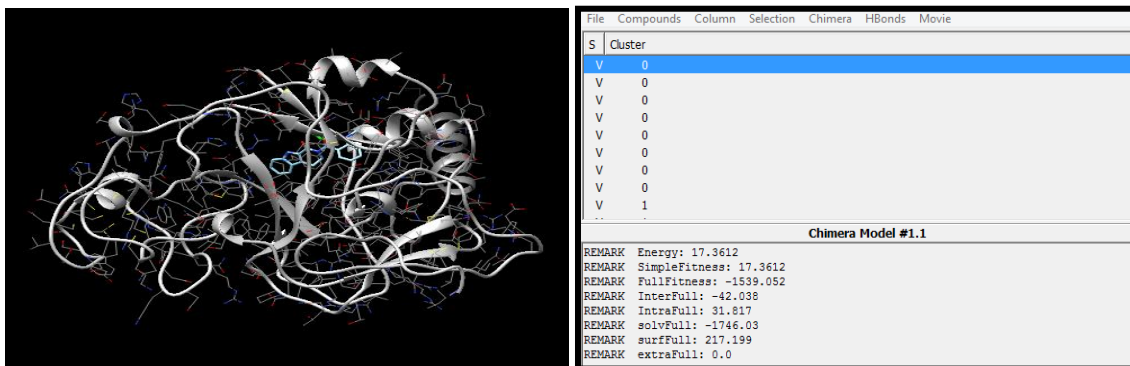 File Compounds Column Selection Chimera HBonds Movie
S Cluster
V 0
V 0
V 0
V 0
V 0
V 0
V 0
V 0
V 1
Chimera Model #1.1
REMARK Energy: 17.3612
REMARK SimpleFitness: 17.3612
REMARK FullFitness: -1539.052
REMARK InterFull: -42.038
REMARK IntraFull: 31.817
REMARK solvFull: -1746.03
REMARK surfFull: 217.199
REMARK extraFull: 0.0